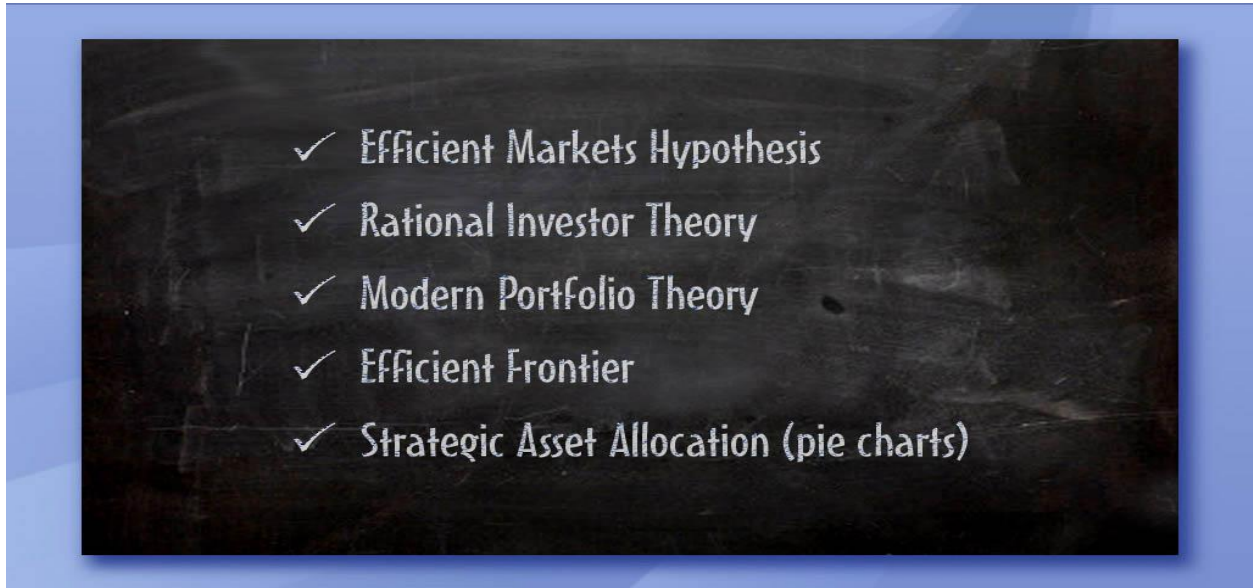 ✓ Efficient Markets Hypothesis
✓ Rational Investor Theory
✓ Modern Portfolio Theory
✓ Efficient Frontier
✓ Strategic Asset Allocation (pie charts)